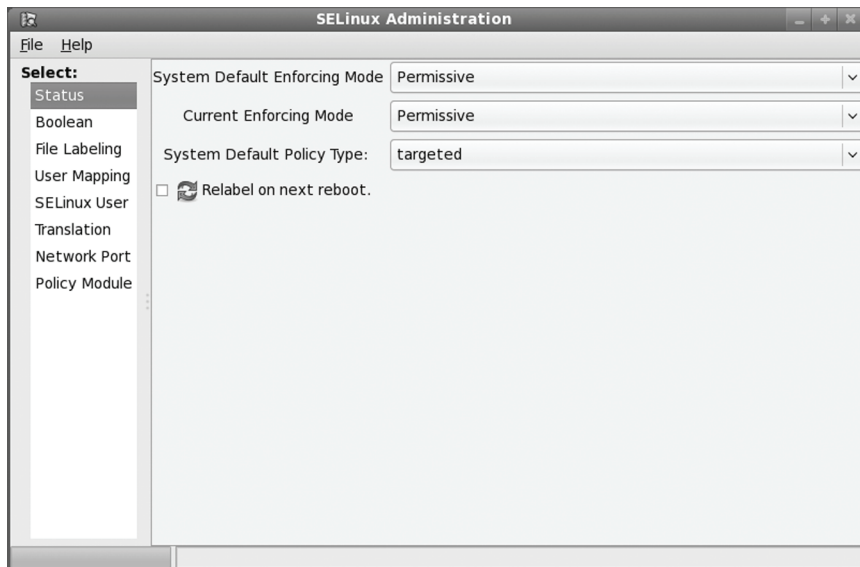 SELinux Administration
File Help
Select:
Status
Boolean
File Labeling
User Mapping
SELinux User
Translation
Network Port
Policy Module
System Default Enforcing Mode Permissive
Current Enforcing Mode Permissive
System Default Policy Type: targeted
Relabel on next reboot.